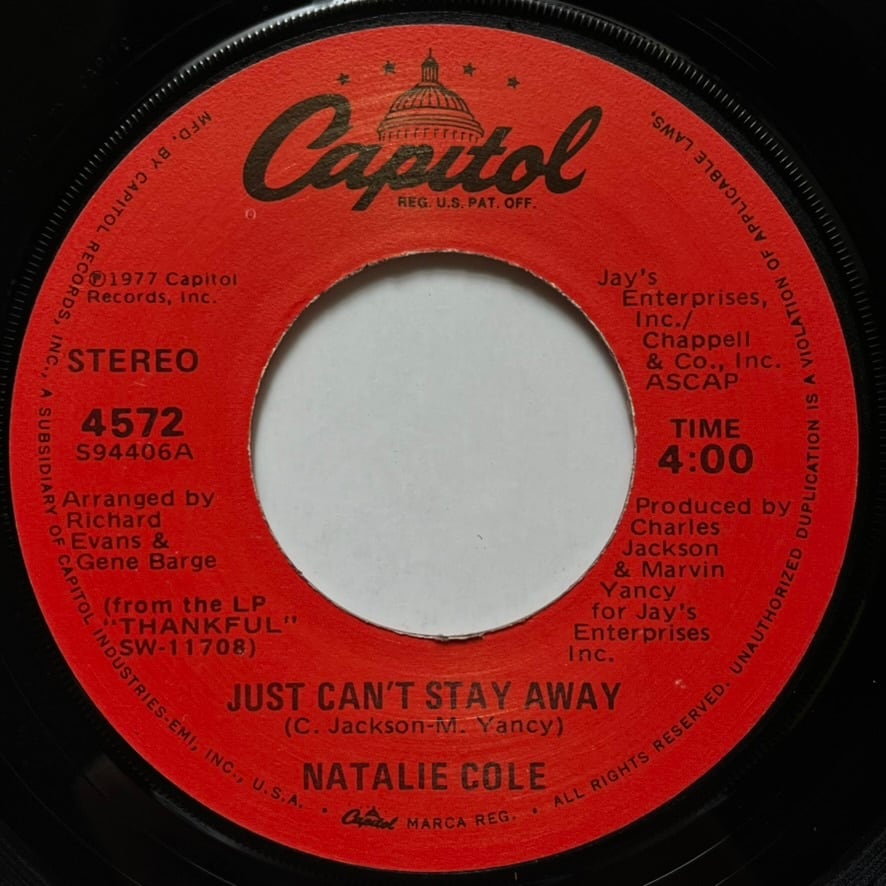 Capitol
REG. U.S. PAT. OFF.
℗1977 Capitol
Records, Inc.
STEREO
4572
S94406A
Arranged by
Richard
Evans &
Gene Barge
(from the LP
"THANKFUL"
SW-11708)
Jay's
Enterprises,
Inc./
Chappell
& Co., Inc.
ASCAP
TIME
4:00
Produced by
Charles
Jackson
& Marvin
Yancy
for Jay's
Enterprises
Inc.
JUST CAN'T STAY AWAY
(C. Jackson-M. Yancy)
NATALIE COLE
MFD. BY CAPITOL RECORDS, INC., A SUBSIDIARY OF CAPITOL INDUSTRIES-EMI, INC., U.S.A. • Capitol MARCA REG. • ALL RIGHTS RESERVED. UNAUTHORIZED DUPLICATION IS A VIOLATION OF APPLICABLE LAWS.